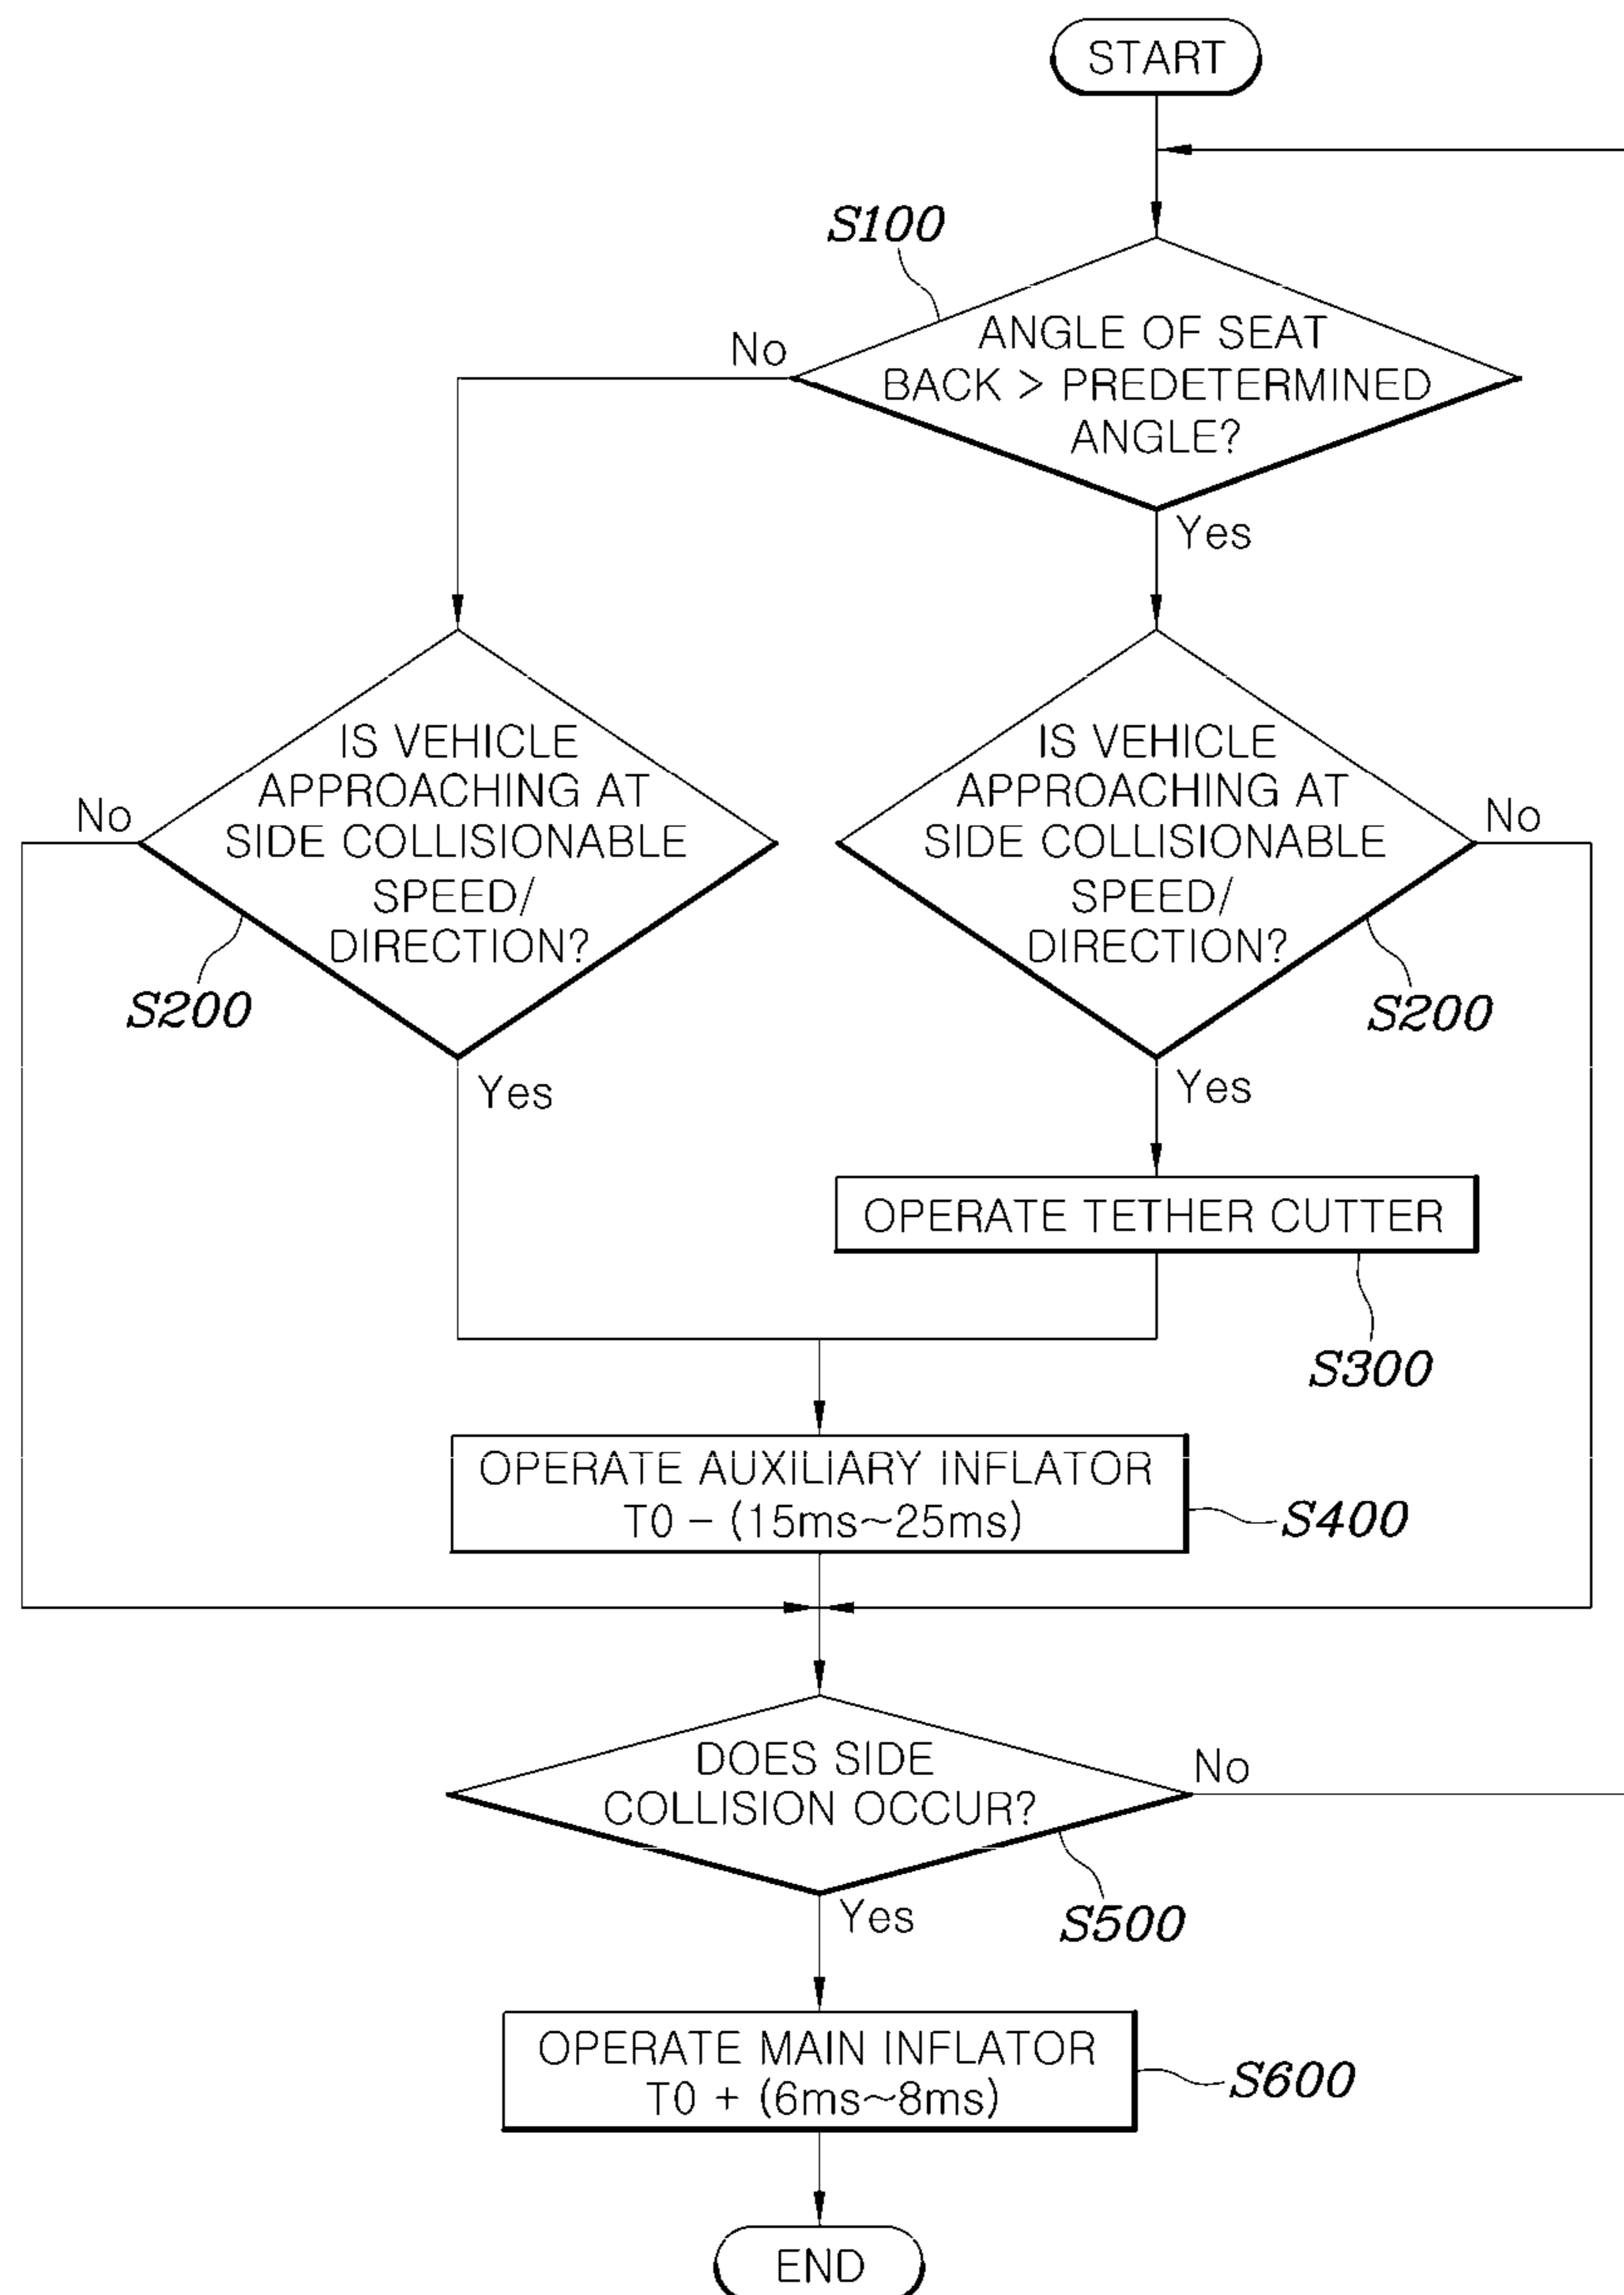 START
S100
No
ANGLE OF SEAT
BACK > PREDETERMINED
ANGLE?
Yes
IS VEHICLE
APPROACHING AT
SIDE COLLISIONABLE
SPEED/
DIRECTION?
No
S200
Yes
IS VEHICLE
APPROACHING AT
SIDE COLLISIONABLE
SPEED/
DIRECTION?
No
S200
Yes
OPERATE TETHER CUTTER
S300
OPERATE AUXILIARY INFLATOR
T0 – (15ms~25ms)
S400
DOES SIDE
COLLISION OCCUR?
No
S500
Yes
OPERATE MAIN INFLATOR
T0 + (6ms~8ms)
S600
END